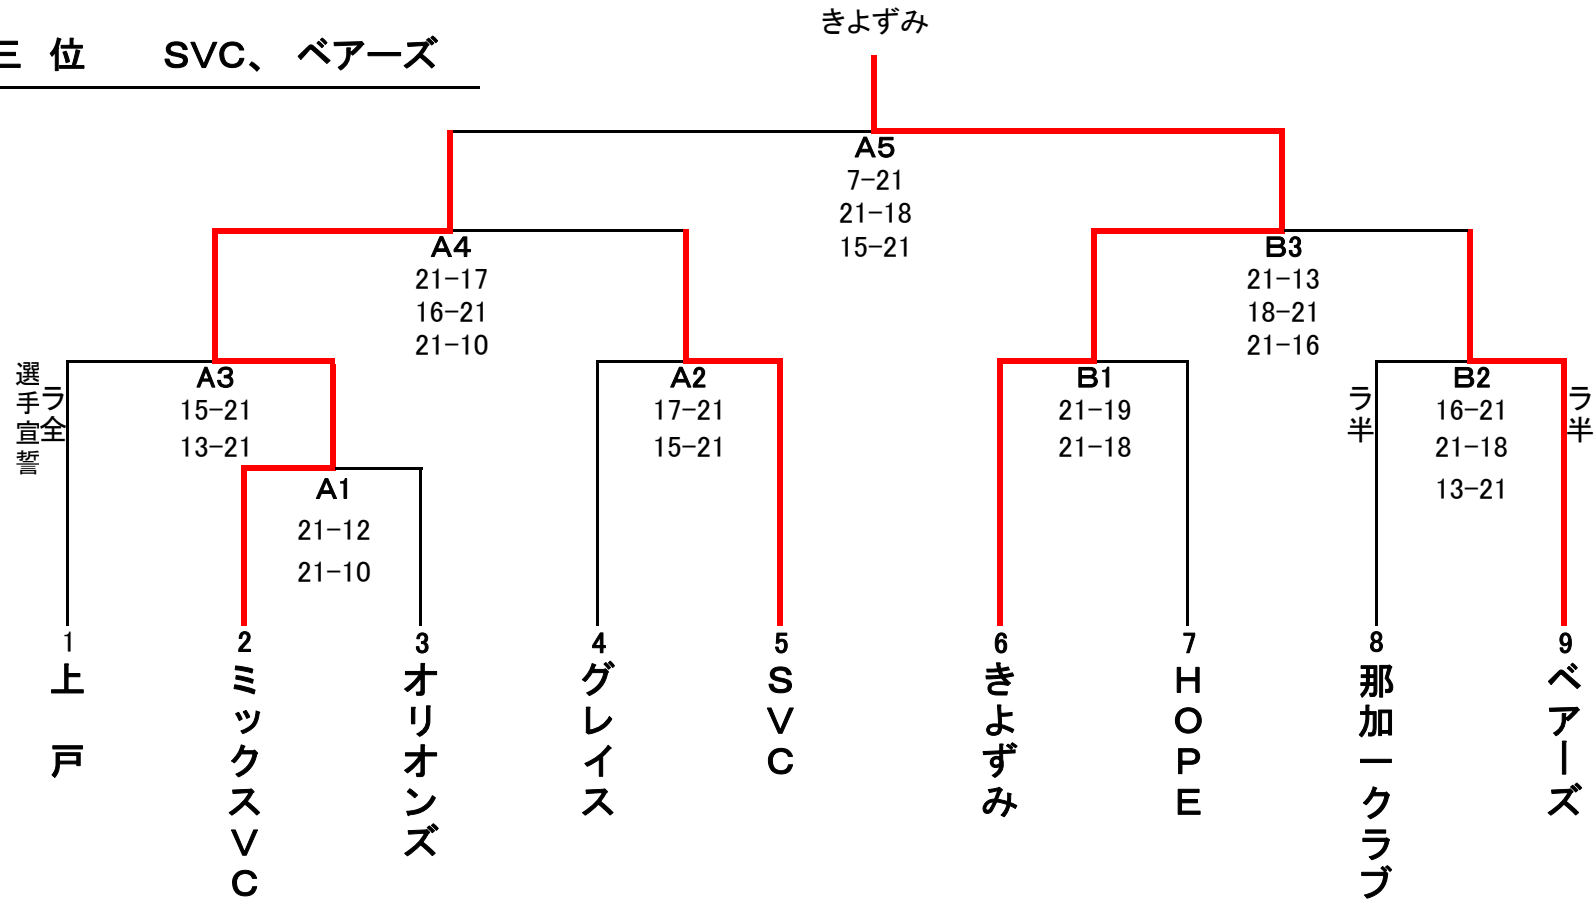 きよずみ
三 位 SVC、 ベアーズ
A5
7-21
21-18
15-21
A4
21-17
16-21
21-10
B3
21-13
18-21
21-16
選手宣誓
ラ全
A3
15-21
13-21
A2
17-21
15-21
B1
21-19
21-18
ラ半
B2
16-21
21-18
13-21
ラ半
A1
21-12
21-10
1 2 3 4 5 6 7 8 9
上 戸
ミックスVC
オリオンズ
グレイス
SVC
きよずみ
HOPE
那加一クラブ
ベアーズ